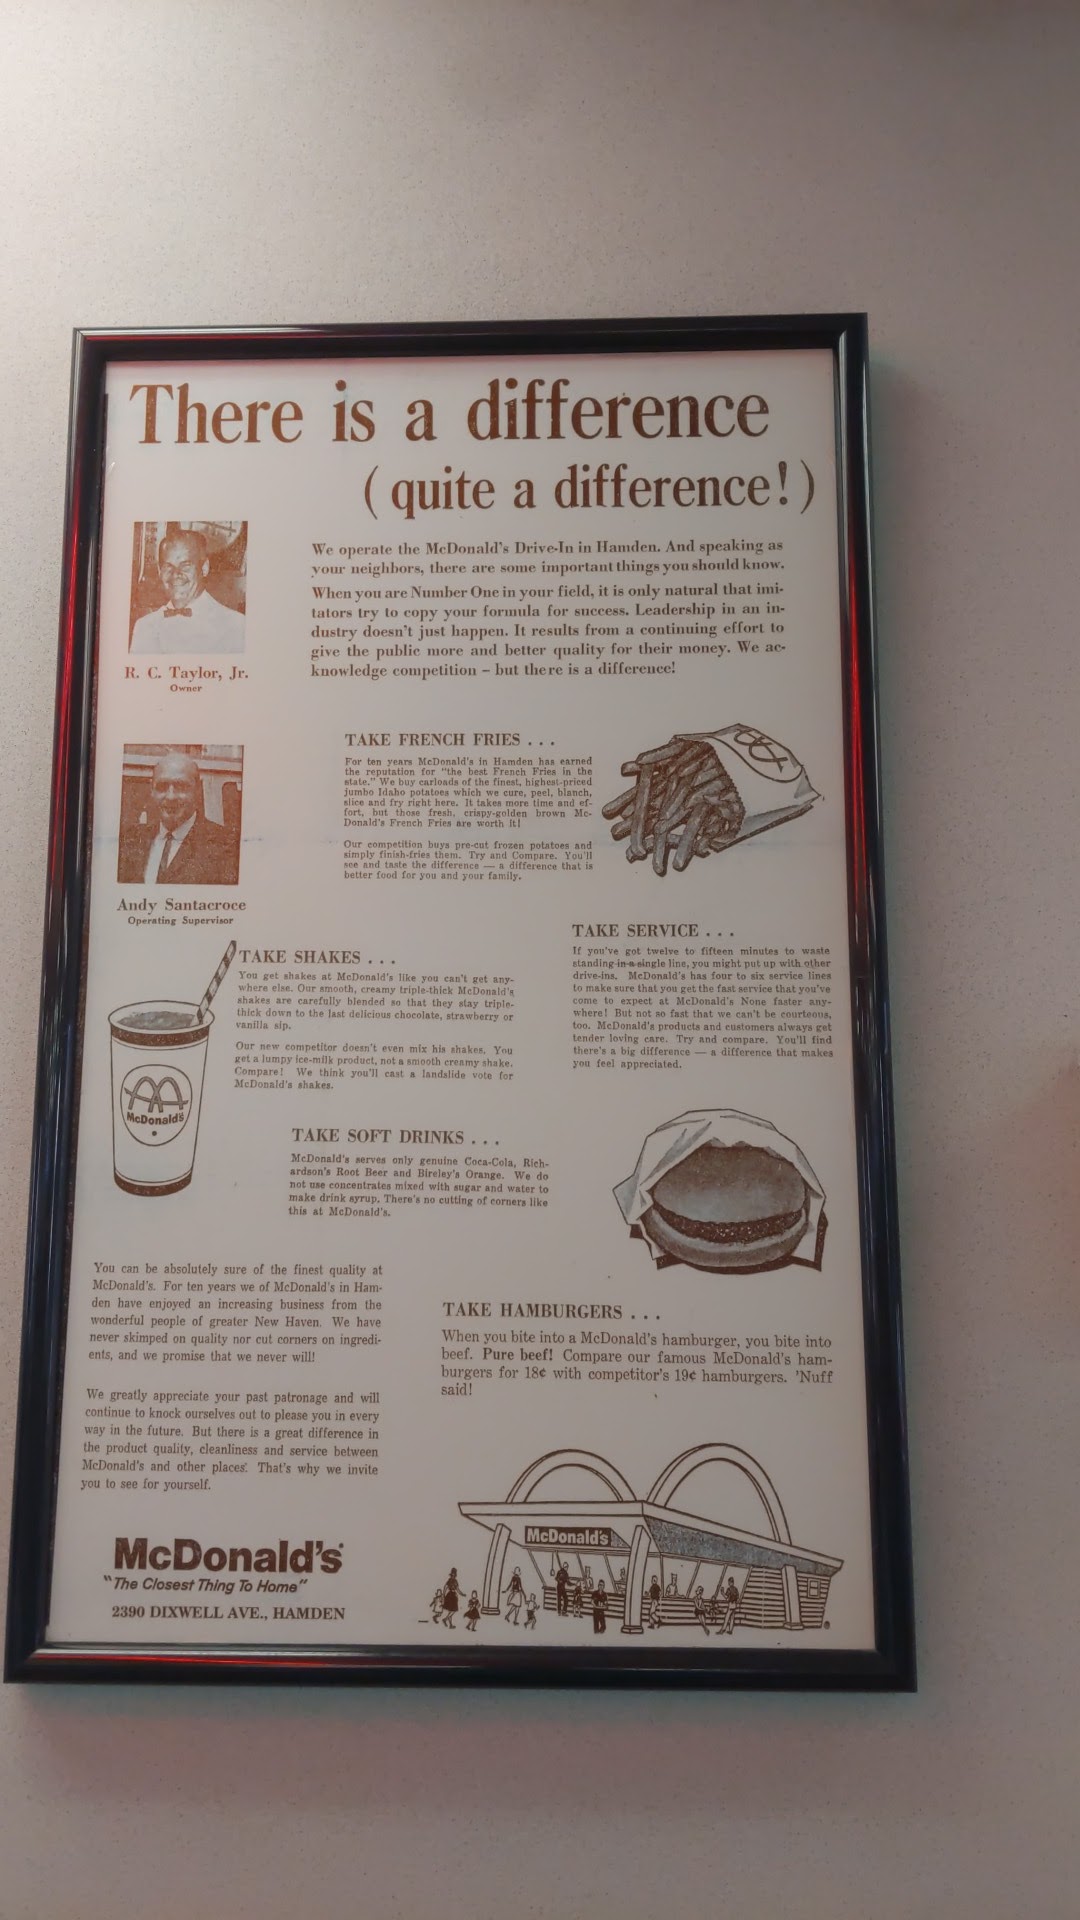 There is a difference
( quite a difference! )
We operate the McDonald's Drive-In in Hamden. And speaking as
your neighbors, there are some important things you should know.
When you are Number One in your field, it is only natural that imi-
tators try to copy your formula for success. Leadership in an in-
dustry doesn't just happen. It results from a continuing effort to
give the public more and better quality for their money. We ac-
knowledge competition – but there is a difference!
R. C. Taylor, Jr.
Owner
Andy Santacroce
Operating Supervisor
TAKE FRENCH FRIES . . .
For ten years McDonald's in Hamden has earned
the reputation for "the best French Fries in the
state." We buy carloads of the finest, highest-priced
jumbo Idaho potatoes which we cure, peel, blanch,
slice and fry right here. It takes more time and ef-
fort, but those fresh, crispy-golden brown Mc-
Donald's French Fries are worth it!
Our competition buys pre-cut frozen potatoes and
simply finish-fries them. Try and Compare. You'll
see and taste the difference — a difference that is
better food for you and your family.
TAKE SERVICE . . .
If you've got twelve to fifteen minutes to waste
standing in a single line, you might put up with other
drive-ins. McDonald's has four to six service lines
to make sure that you get the fast service that you've
come to expect at McDonald's None faster any-
where! But not so fast that we can't be courteous,
too. McDonald's products and customers always get
tender loving care. Try and compare. You'll find
there's a big difference — a difference that makes
you feel appreciated.
TAKE SHAKES . . .
You get shakes at McDonald's like you can't get any-
where else. Our smooth, creamy triple-thick McDonald's
shakes are carefully blended so that they stay triple-
thick down to the last delicious chocolate, strawberry or
vanilla sip.
Our new competitor doesn't even mix his shakes. You
get a lumpy ice-milk product, not a smooth creamy shake.
Compare! We think you'll cast a landslide vote for
McDonald's shakes.
McDonald's
TAKE SOFT DRINKS . . .
McDonald's serves only genuine Coca-Cola, Rich-
ardson's Root Beer and Bireley's Orange. We do
not use concentrates mixed with sugar and water to
make drink syrup. There's no cutting of corners like
this at McDonald's.
You can be absolutely sure of the finest quality at
McDonald's. For ten years we of McDonald's in Ham-
den have enjoyed an increasing business from the
wonderful people of greater New Haven. We have
never skimped on quality nor cut corners on ingredi-
ents, and we promise that we never will!
We greatly appreciate your past patronage and will
continue to knock ourselves out to please you in every
way in the future. But there is a great difference in
the product quality, cleanliness and service between
McDonald's and other places. That's why we invite
you to see for yourself.
TAKE HAMBURGERS . . .
When you bite into a McDonald's hamburger, you bite into
beef. Pure beef! Compare our famous McDonald's ham-
burgers for 18¢ with competitor's 19¢ hamburgers. 'Nuff
said!
McDonald's
McDonald's
"The Closest Thing To Home"
2390 DIXWELL AVE., HAMDEN